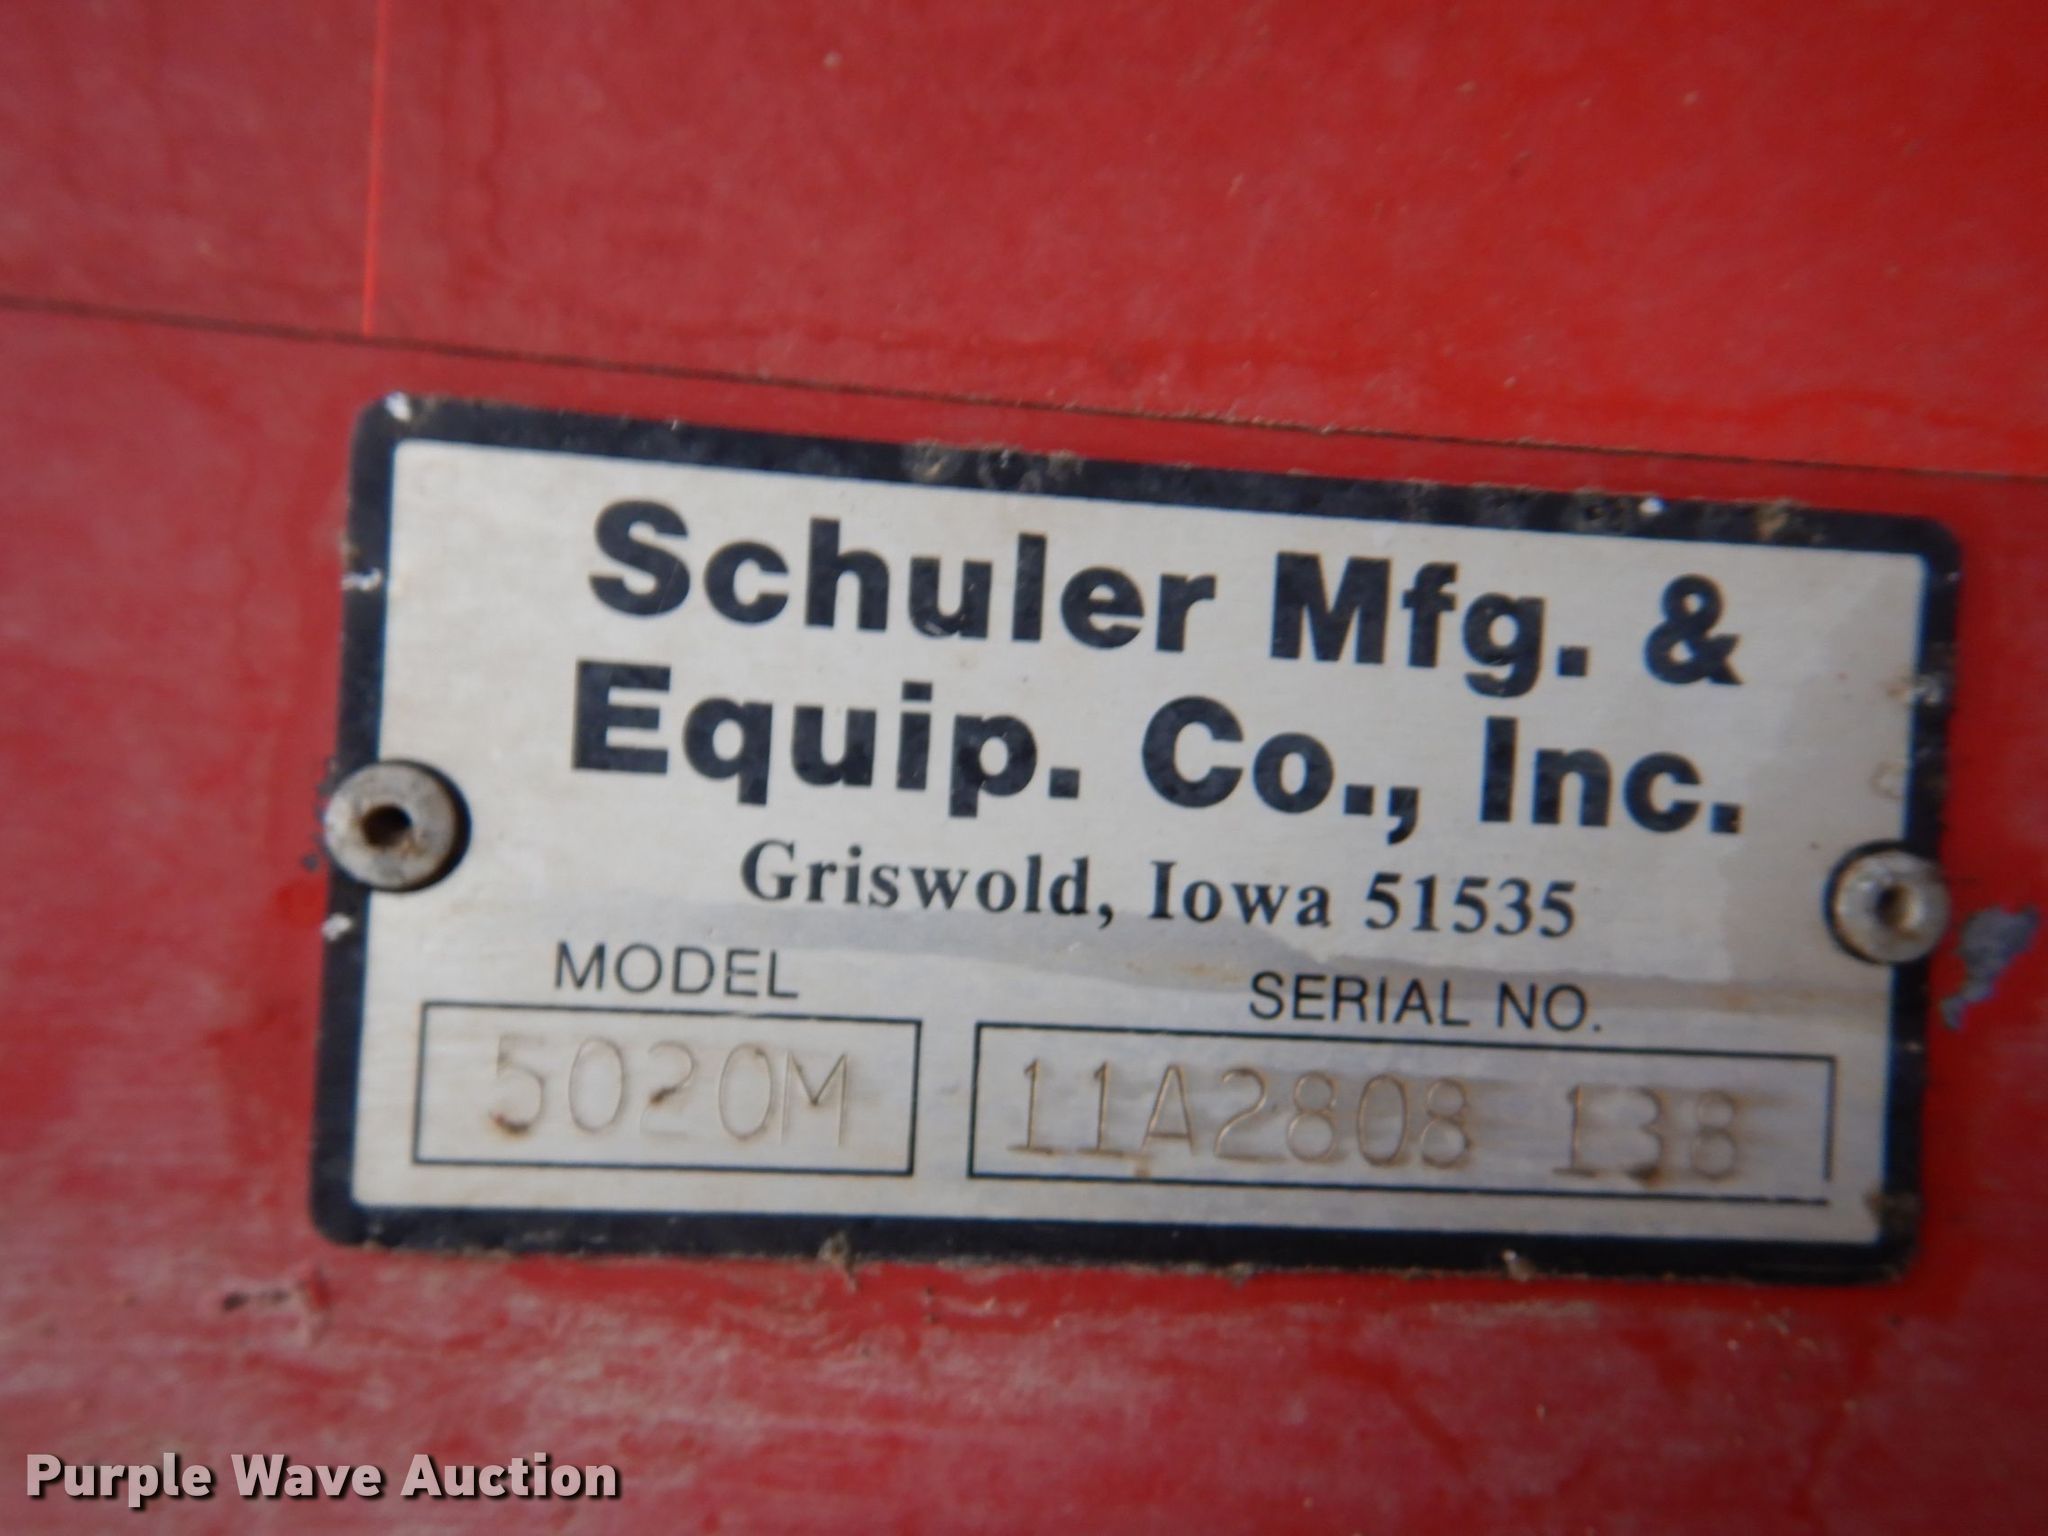 Schuler Mfg. &
Equip. Co., Inc.
Griswold, Iowa 51535
MODEL SERIAL NO.
5020M 11A2808 138
Purple Wave Auction